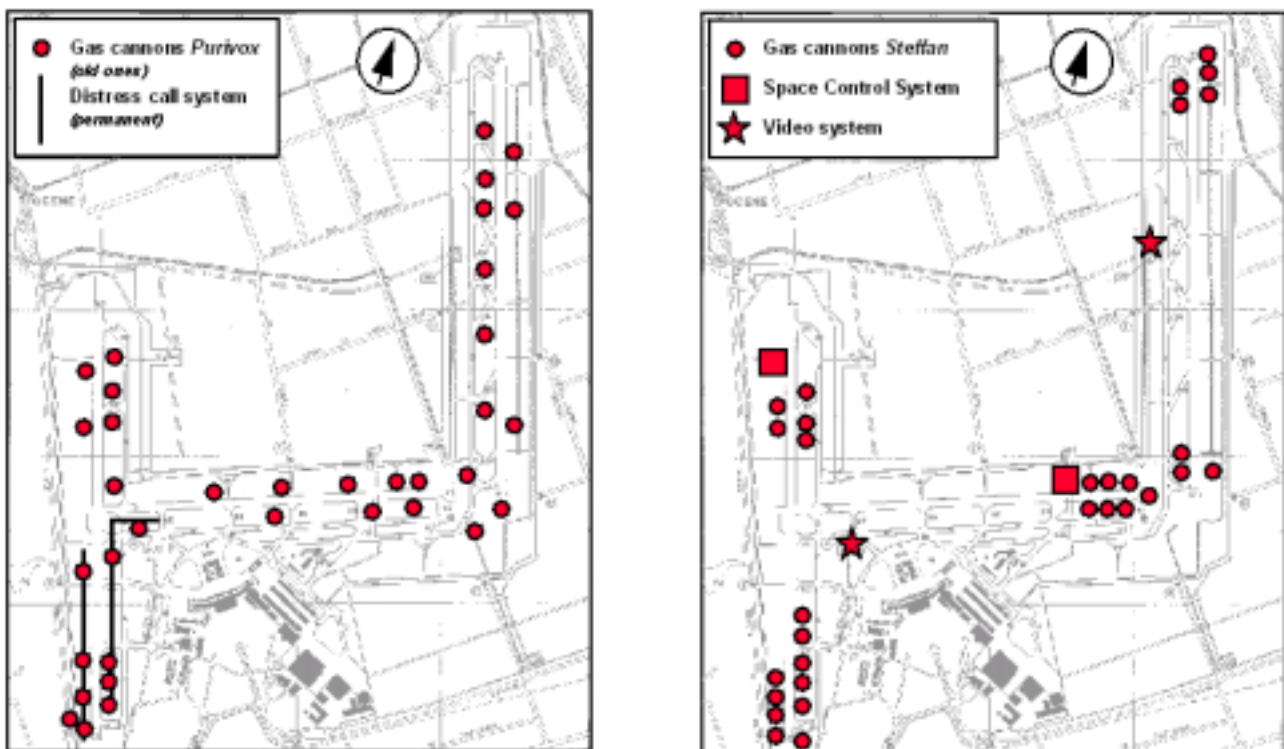 Gas cannons Purivox
(old ones)
Distress call system
(permanent)
Gas cannons Steffan
Space Control System
Video system